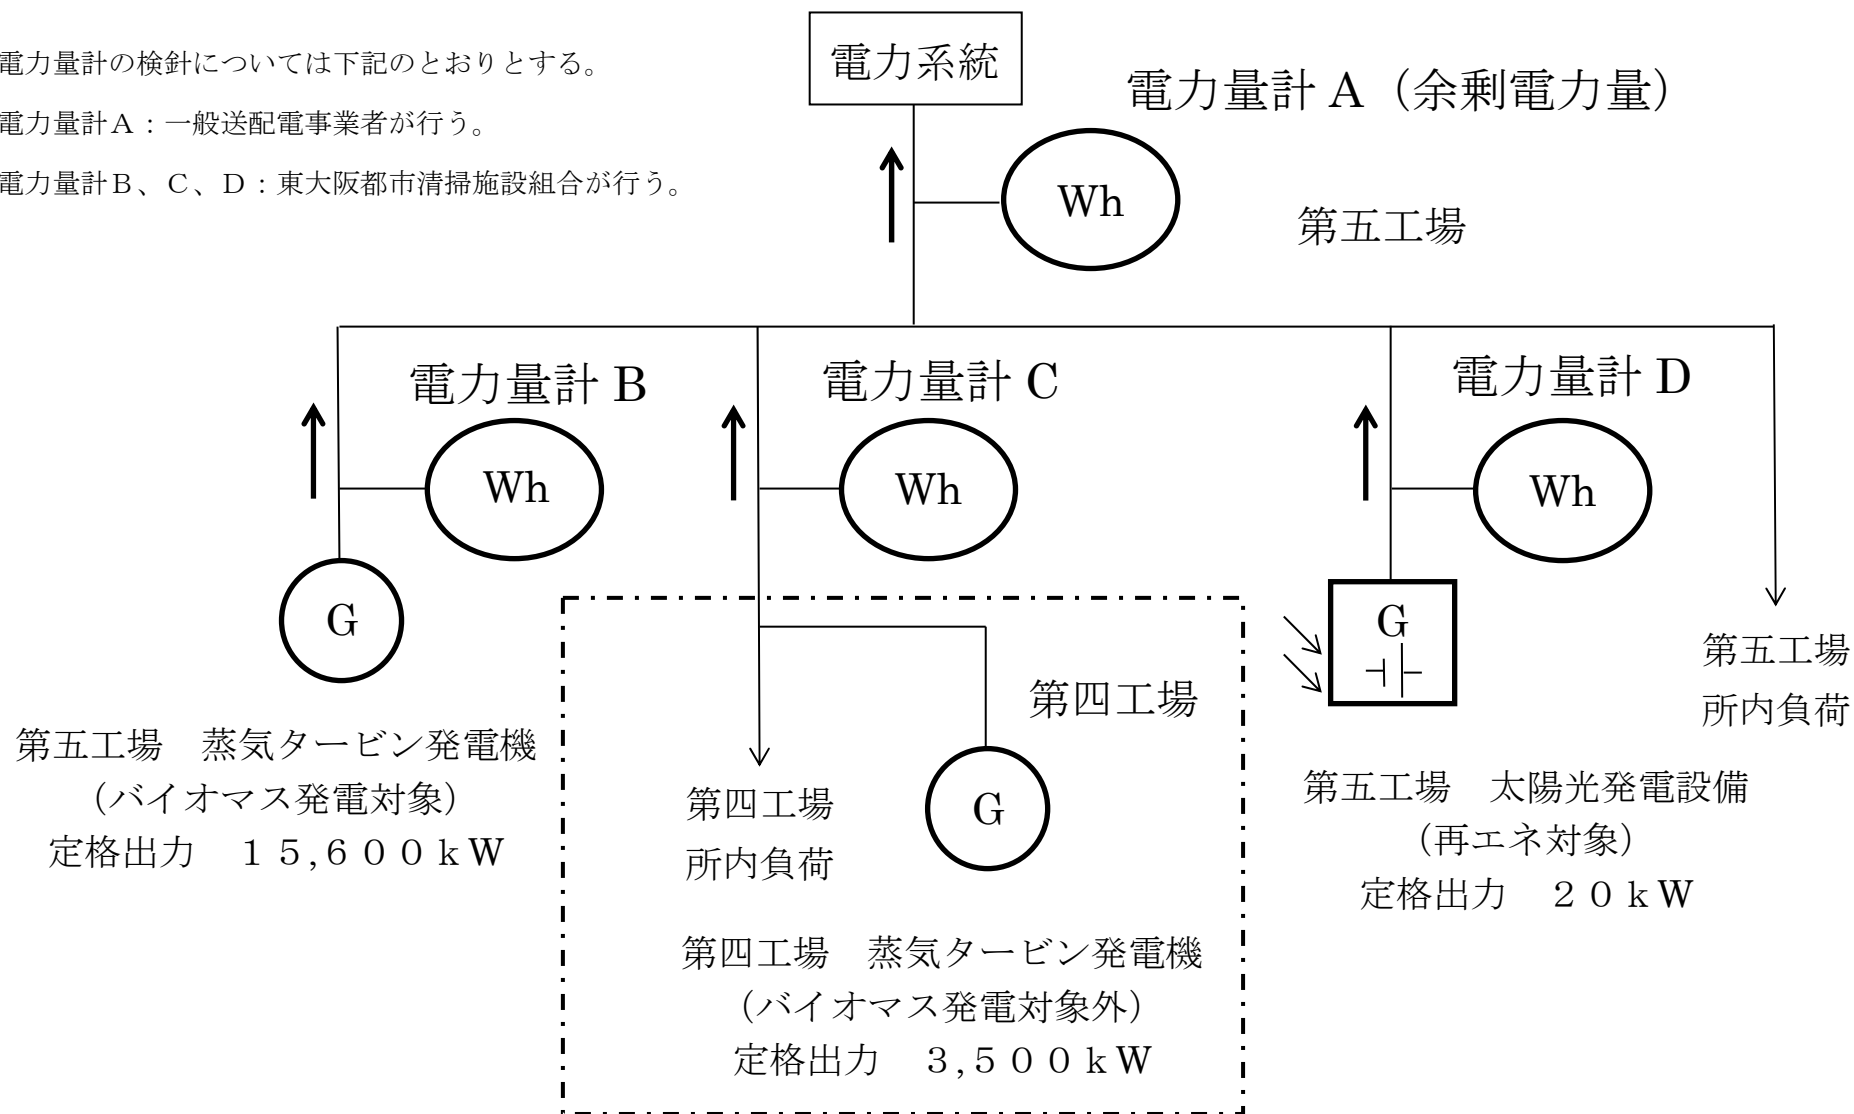 電力系統
電力量計の検針については下記のとおりとする。
電力量計A：一般送配電事業者が行う。
電力量計B、C、D：東大阪都市清掃施設組合が行う。
電力量計 A（余剰電力量）
Wh
第五工場
電力量計 B
Wh
G
第五工場　蒸気タービン発電機
（バイオマス発電対象）
定格出力　１５,６００ｋＷ
電力量計 C
Wh
第四工場
G
第四工場
所内負荷
第四工場　蒸気タービン発電機
（バイオマス発電対象外）
定格出力　３,５００ｋＷ
電力量計 D
Wh
G
第五工場　太陽光発電設備
（再エネ対象）
定格出力　２０ｋＷ
第五工場
所内負荷